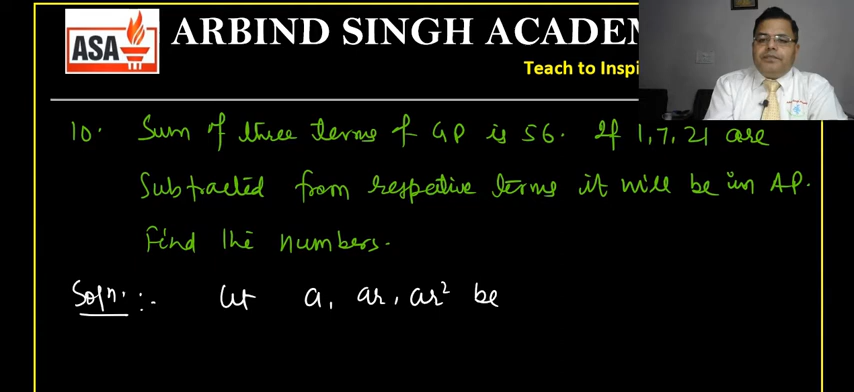 ASA
ARBIND SINGH ACADEM
Teach to Inspi
10. Sum of three terms of GP is 56. If 1, 7, 21 are
subtracted from respective terms it will be in AP.
Find the numbers.
Soln. :- let a, ar, ar² be